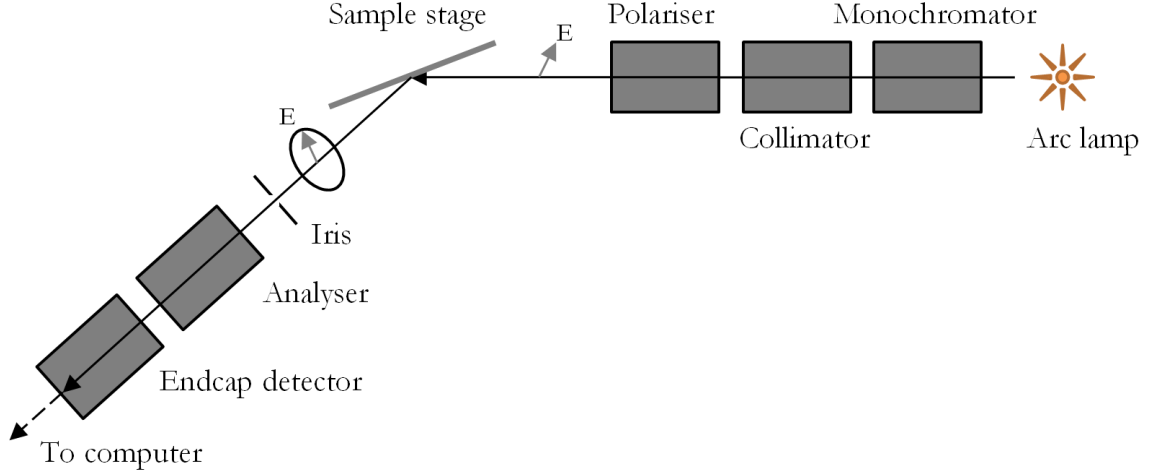 Sample stage
Polariser
Monochromator
E
Collimator
Arc lamp
E
Iris
Analyser
Endcap detector
To computer